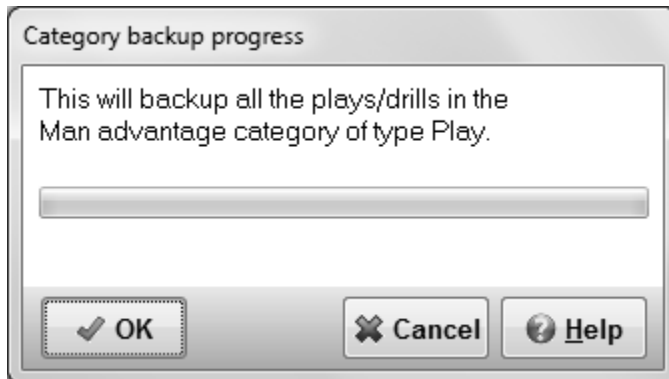 Category backup progress
This will backup all the plays/drills in the
Man advantage category of type Play.
OK Cancel Help